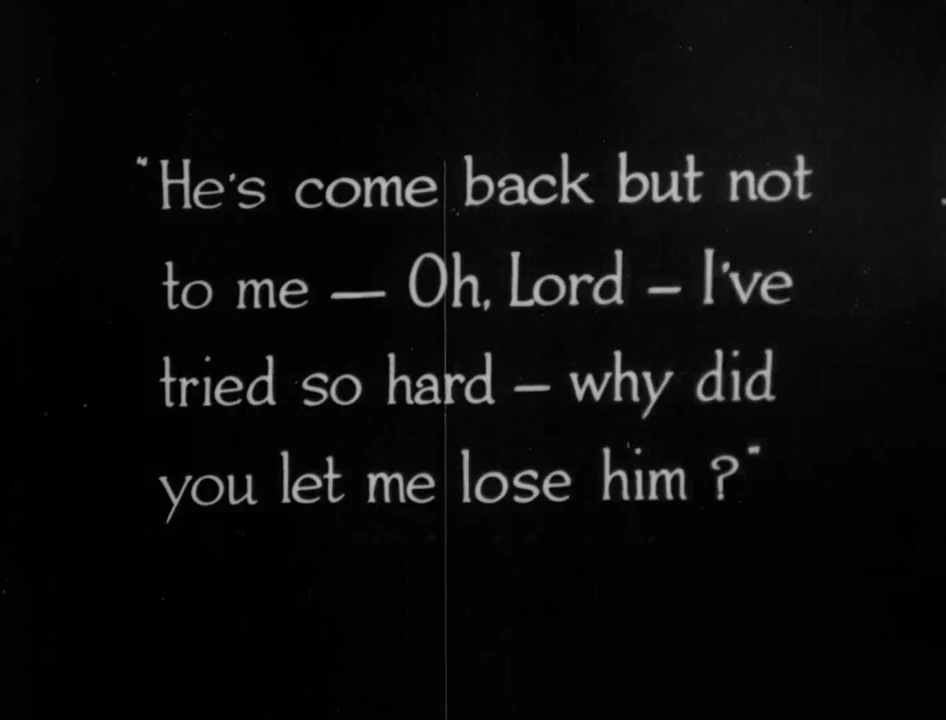 "He's come back but not
to me — Oh, Lord – I've
tried so hard – why did
you let me lose him ?"